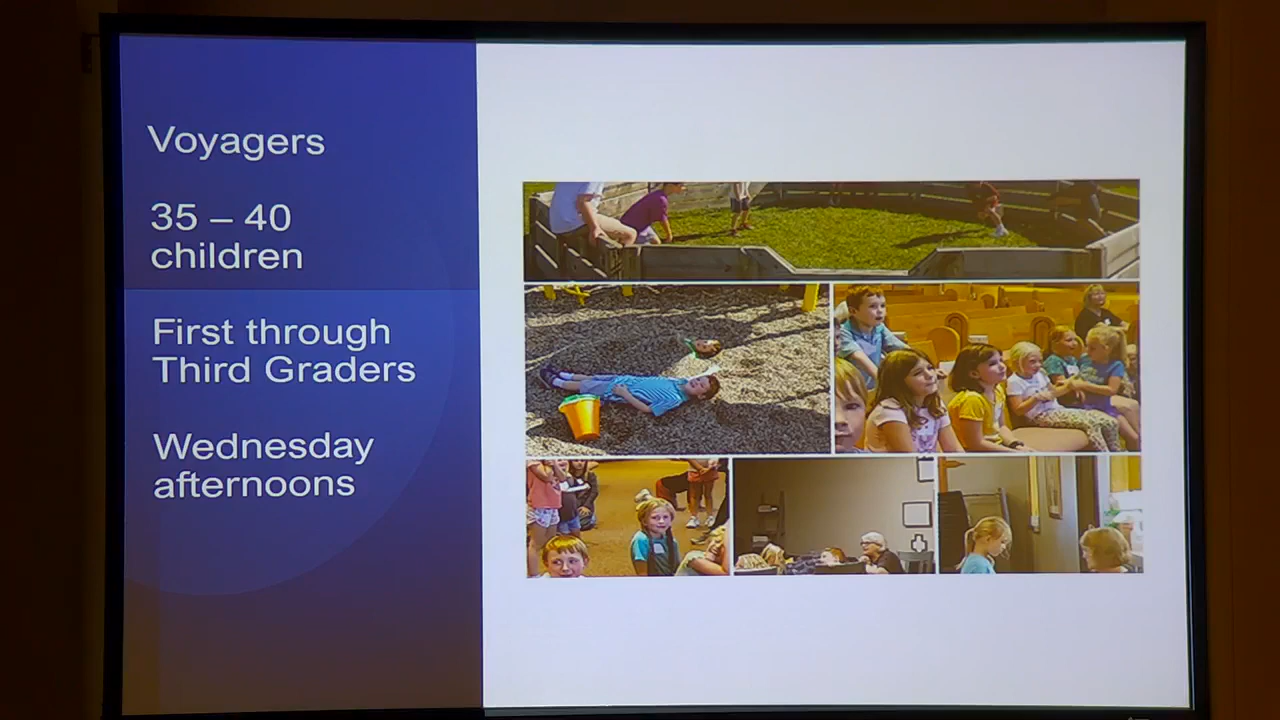 Voyagers
35 – 40
children
First through
Third Graders
Wednesday
afternoons